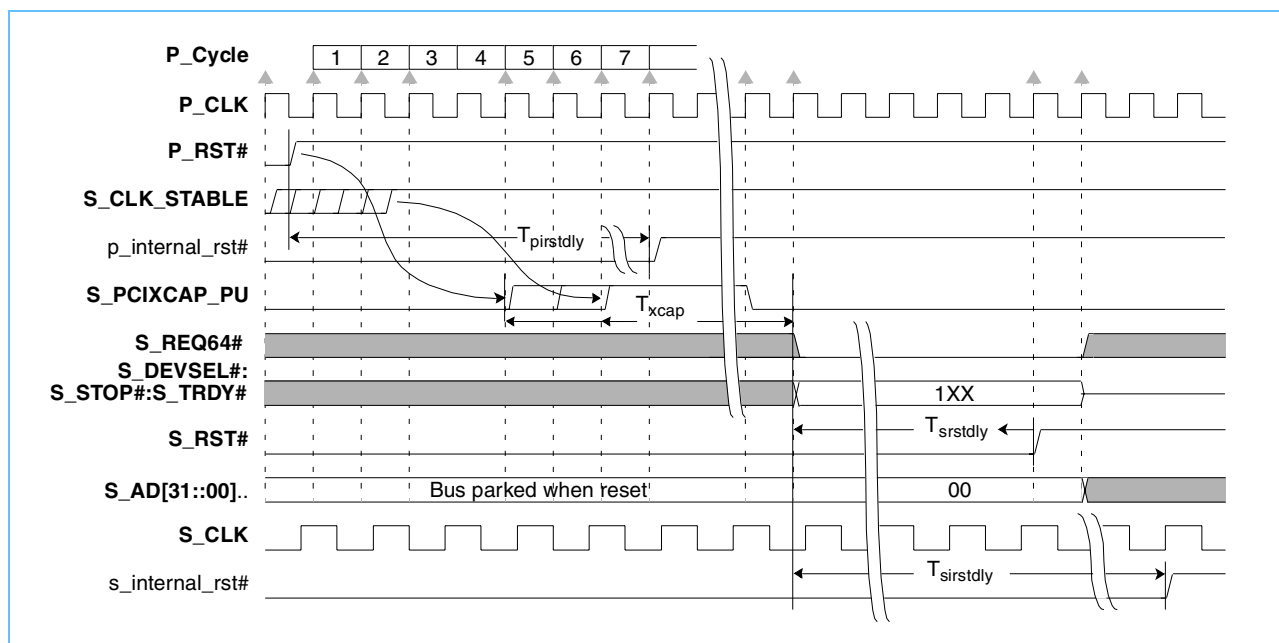 P_Cycle 1 2 3 4 5 6 7
P_CLK
P_RST#
S_CLK_STABLE
p_internal_rst# Tpirstdly
S_PCIXCAP_PU Txcap
S_REQ64#
S_DEVSEL#:
S_STOP#:S_TRDY# 1XX
S_RST# Tsrstdly
S_AD[31::00].. Bus parked when reset 00
S_CLK
s_internal_rst# Tsirstdly